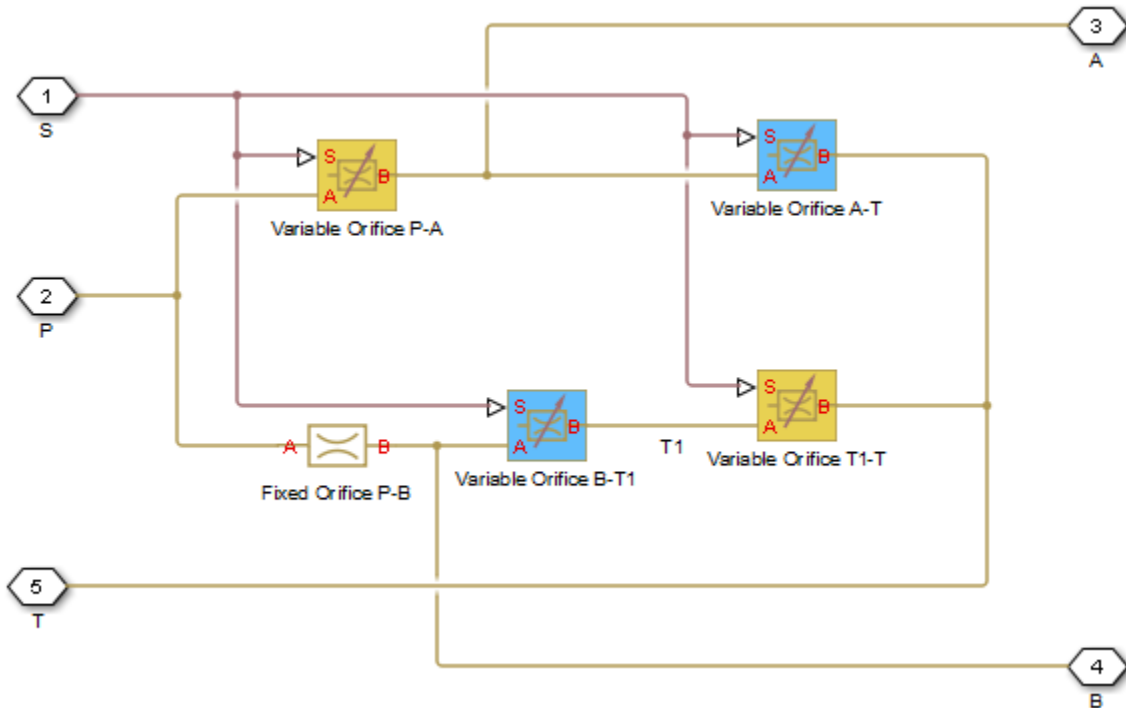 3
A
1
S
S
B
A
Variable Orifice P-A
S
B
A
Variable Orifice A-T
2
P
S
B
A
Variable Orifice B-T1
T1
S
B
A
Variable Orifice T1-T
A
B
Fixed Orifice P-B
5
T
4
B